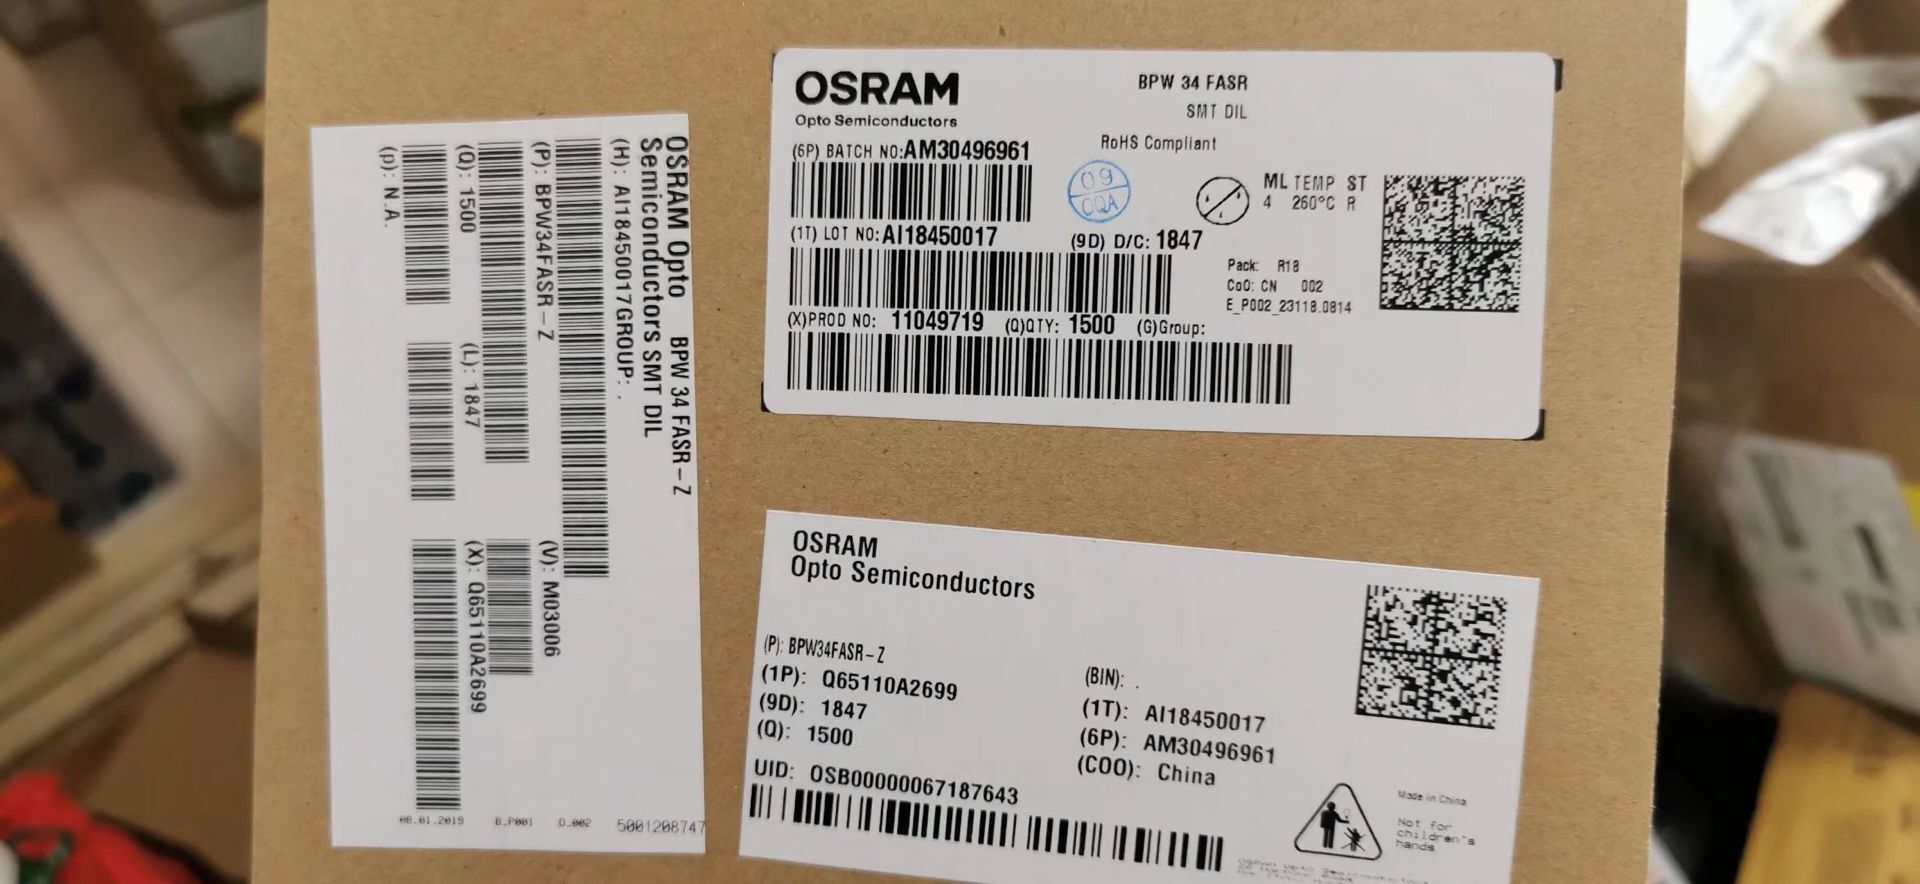 OSRAM Opto BPW 34 FASR-Z
Semiconductors SMT DIL
(H): AI18450017GROUP: .
(P): BPW34FASR-Z (V): M03006
(Q): 1500 (L): 1847 (X): Q65110A2699
(p): N.A.
08.01.2019 B_P001 D_002 5001208747
OSRAM
Opto Semiconductors
BPW 34 FASR
SMT DIL
RoHS Compliant
(6P) BATCH NO:AM30496961
09
OQA
ML TEMP ST
4 260°C R
(1T) LOT NO:AI18450017 (9D) D/C: 1847
Pack: R18
CoO: CN 002
E_P002_23118.0814
(X)PROD NO: 11049719 (Q)QTY: 1500 (G)Group:
OSRAM
Opto Semiconductors
(P): BPW34FASR-Z
(1P): Q65110A2699
(9D): 1847
(Q): 1500
(BIN): .
(1T): AI18450017
(6P): AM30496961
(COO): China
UID: OSB00000067187643
Made in China
Not for
children's
hands